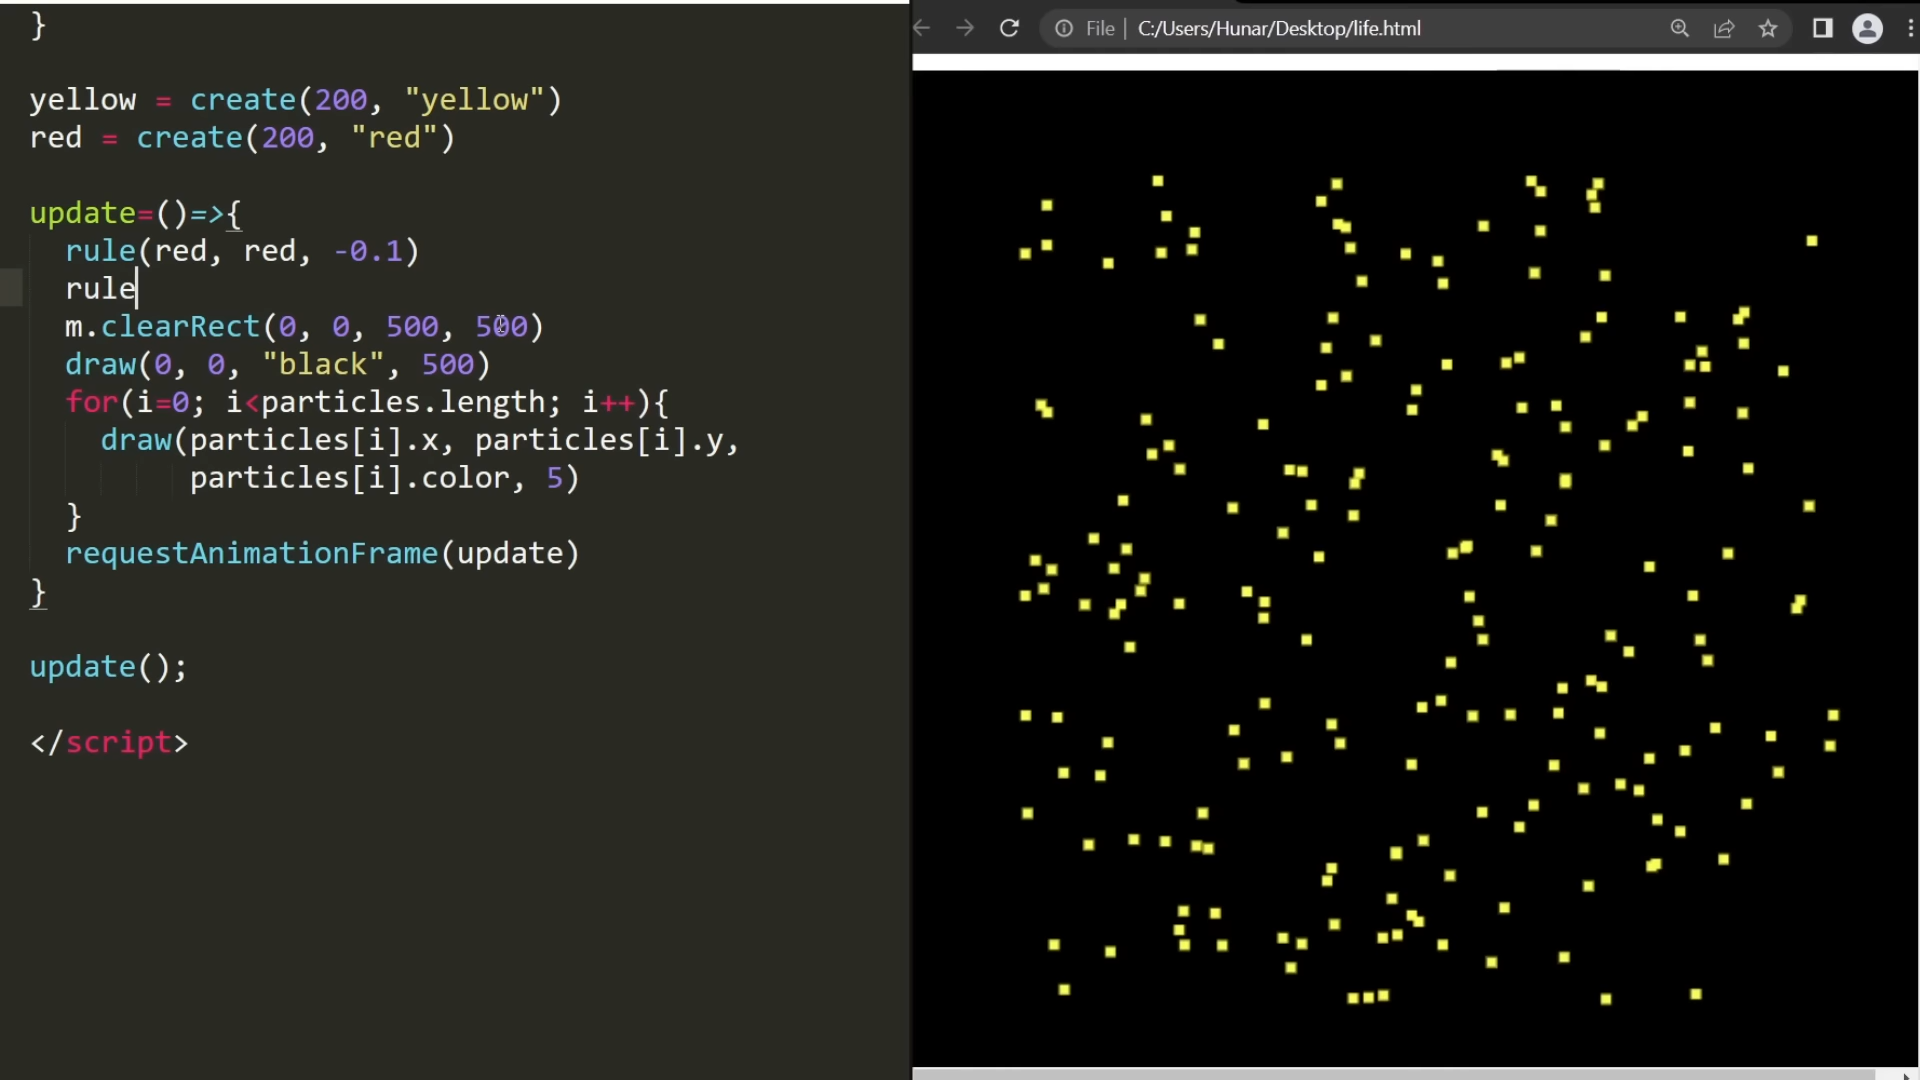 }
yellow = create(200, "yellow")
red = create(200, "red")
update=()=>{
rule(red, red, -0.1)
rule
m.clearRect(0, 0, 500, 500)
draw(0, 0, "black", 500)
for(i=0; i<particles.length; i++){
draw(particles[i].x, particles[i].y,
particles[i].color, 5)
}
requestAnimationFrame(update)
}
update();
</script>
File C:/Users/Hunar/Desktop/life.html